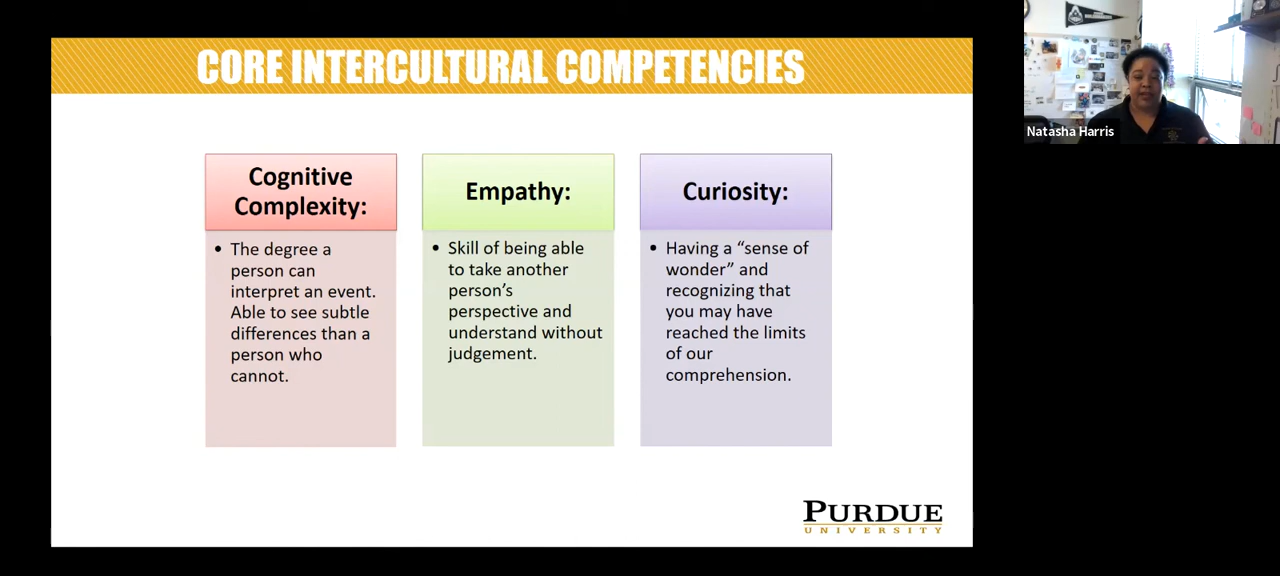 CORE INTERCULTURAL COMPETENCIES
Natasha Harris
Cognitive
Complexity:
• The degree a
person can
interpret an event.
Able to see subtle
differences than a
person who
cannot.
Empathy:
• Skill of being able
to take another
person's
perspective and
understand without
judgement.
Curiosity:
• Having a “sense of
wonder” and
recognizing that
you may have
reached the limits
of our
comprehension.
PURDUE
UNIVERSITY